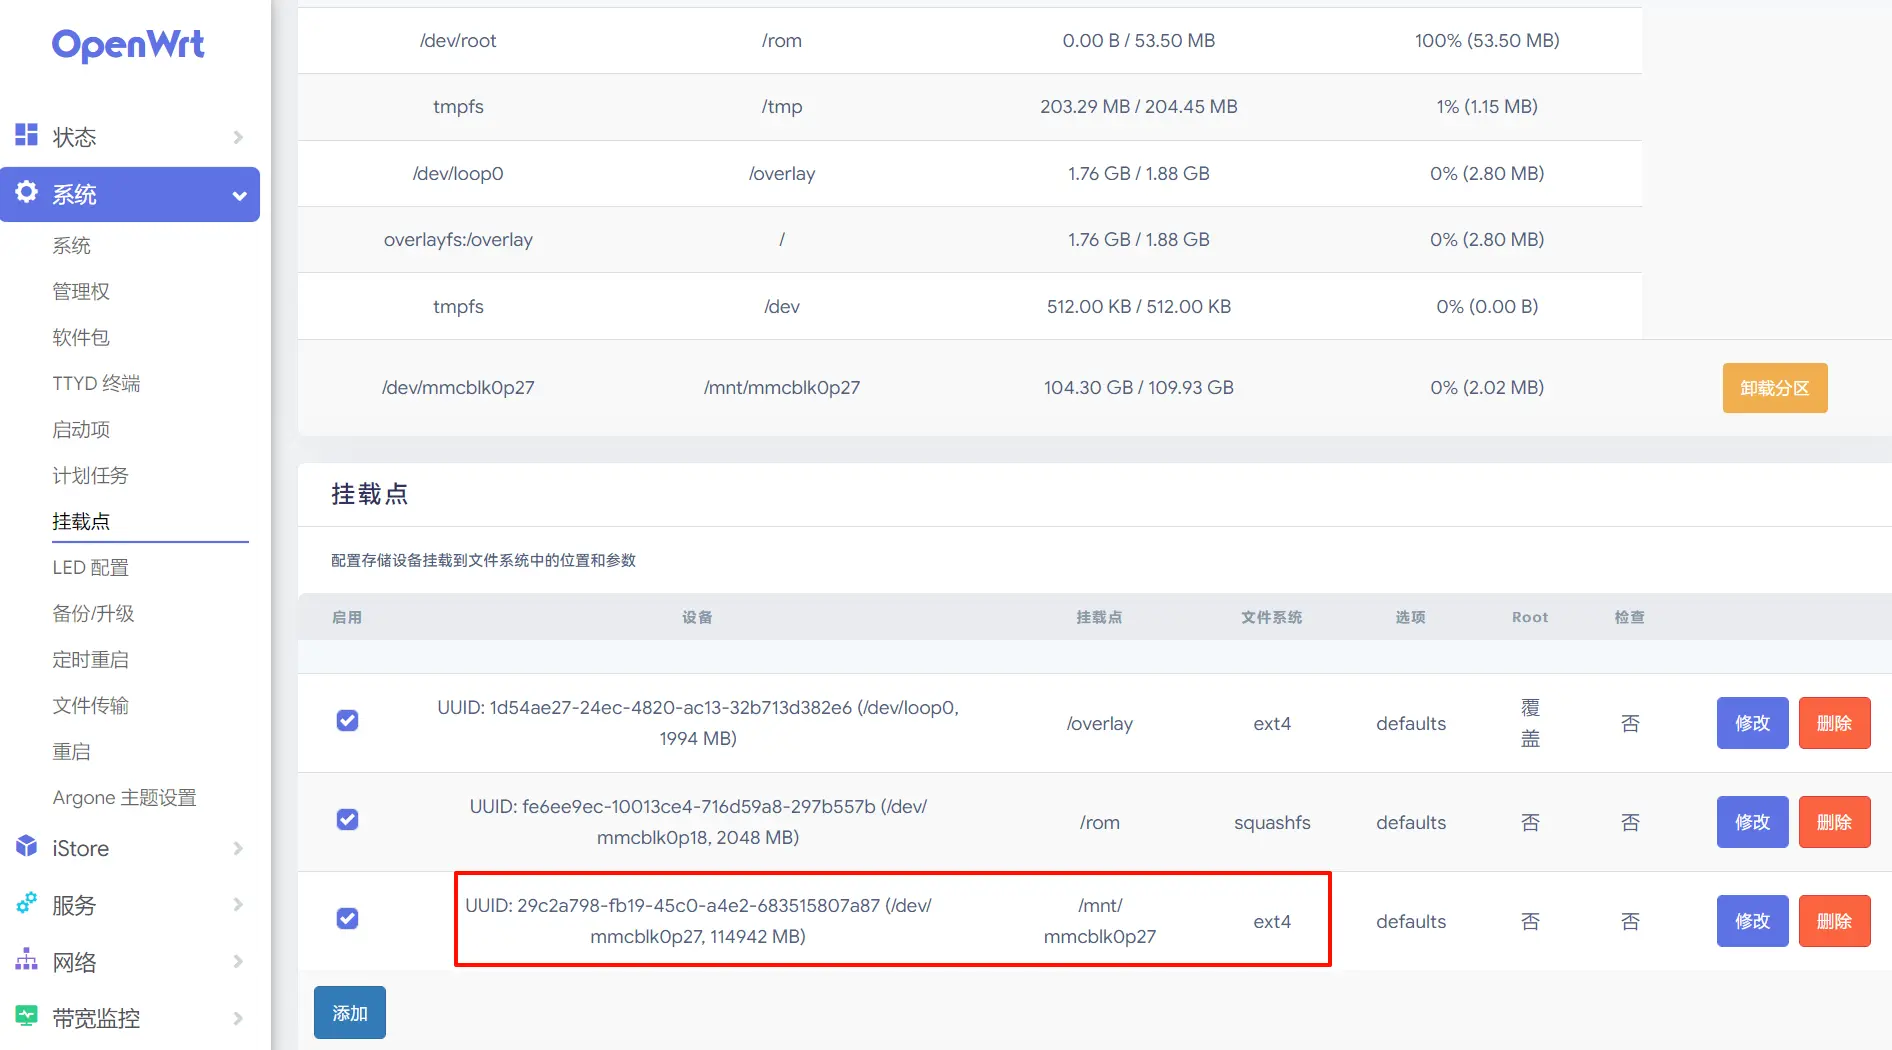 OpenWrt
状态
系统
系统
管理权
软件包
TTYD 终端
启动项
计划任务
挂载点
LED 配置
备份/升级
定时重启
文件传输
重启
Argone 主题设置
iStore
服务
网络
带宽监控
/dev/root /rom 0.00 B / 53.50 MB 100% (53.50 MB)
tmpfs /tmp 203.29 MB / 204.45 MB 1% (1.15 MB)
/dev/loop0 /overlay 1.76 GB / 1.88 GB 0% (2.80 MB)
overlayfs:/overlay / 1.76 GB / 1.88 GB 0% (2.80 MB)
tmpfs /dev 512.00 KB / 512.00 KB 0% (0.00 B)
/dev/mmcblk0p27 /mnt/mmcblk0p27 104.30 GB / 109.93 GB 0% (2.02 MB) 卸载分区
挂载点
配置存储设备挂载到文件系统中的位置和参数
启用 设备 挂载点 文件系统 选项 Root 检查
UUID: 1d54ae27-24ec-4820-ac13-32b713d382e6 (/dev/loop0,
1994 MB)
/overlay ext4 defaults
覆
盖
否 修改 删除
UUID: fe6ee9ec-10013ce4-716d59a8-297b557b (/dev/
mmcblk0p18, 2048 MB)
/rom squashfs defaults 否 否 修改 删除
UUID: 29c2a798-fb19-45c0-a4e2-683515807a87 (/dev/
mmcblk0p27, 114942 MB)
/mnt/
mmcblk0p27
ext4 defaults 否 否 修改 删除
添加